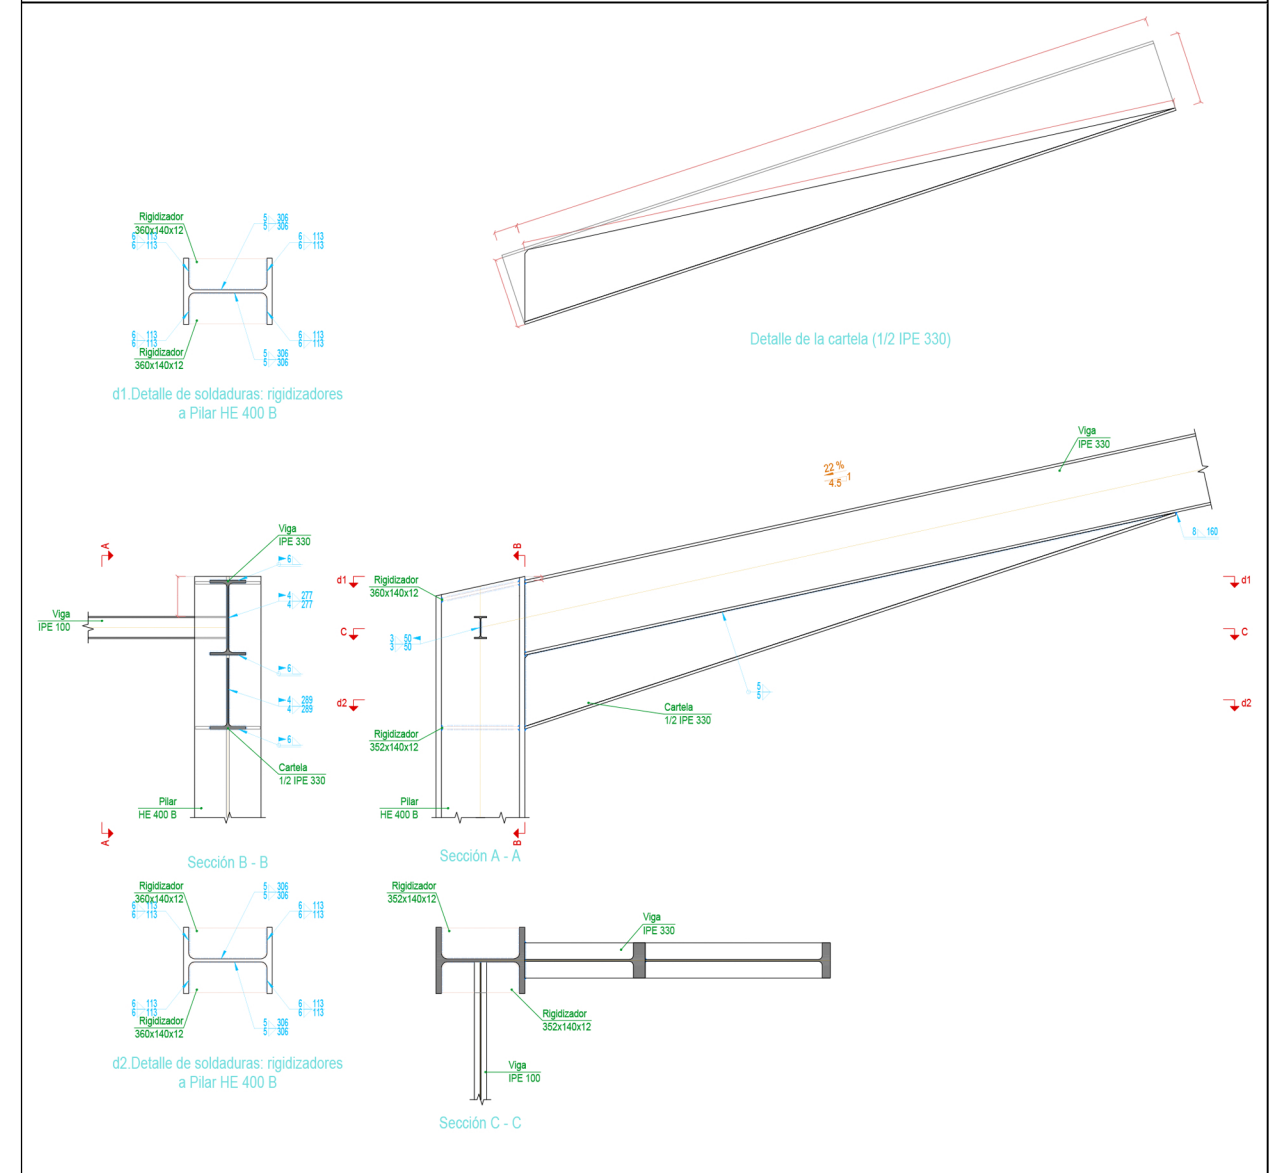 Rigidizador
360x140x12
5 306
5 306
6 113
6 113
6 113
6 113
6 113
6 113
6 113
6 113
Rigidizador
360x140x12
5 306
5 306
d1.Detalle de soldaduras: rigidizadores
a Pilar HE 400 B
Detalle de la cartela (1/2 IPE 330)
Viga
IPE 330
22 %
4.5 1
8 160
A
Viga
IPE 330
6
4 277
4 277
Viga
IPE 100
6
4 289
4 289
6
Cartela
1/2 IPE 330
Pilar
HE 400 B
A
Sección B - B
B
d1
d1
Rigidizador
360x140x12
C
C
3 50
3 50
5
5
d2
d2
Cartela
1/2 IPE 330
Rigidizador
352x140x12
Pilar
HE 400 B
B
Sección A - A
Rigidizador
360x140x12
5 306
5 306
6 113
6 113
6 113
6 113
6 113
6 113
6 113
6 113
Rigidizador
360x140x12
5 306
5 306
d2.Detalle de soldaduras: rigidizadores
a Pilar HE 400 B
Rigidizador
352x140x12
Viga
IPE 330
Rigidizador
352x140x12
Viga
IPE 100
Sección C - C